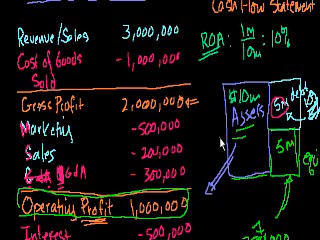 Cash Flow Statement
Revenue/Sales 3,000,000
ROA: 1m/10m : 10%
Cost of Goods Sold - 1,000,000
Gross Profit 2,000,000
$10m Assets
5m debt
Marketing -500,000
Sales - 200,000
G&A - 300,000
5M
Operating Profit 1,000,000
Interest - 500,000